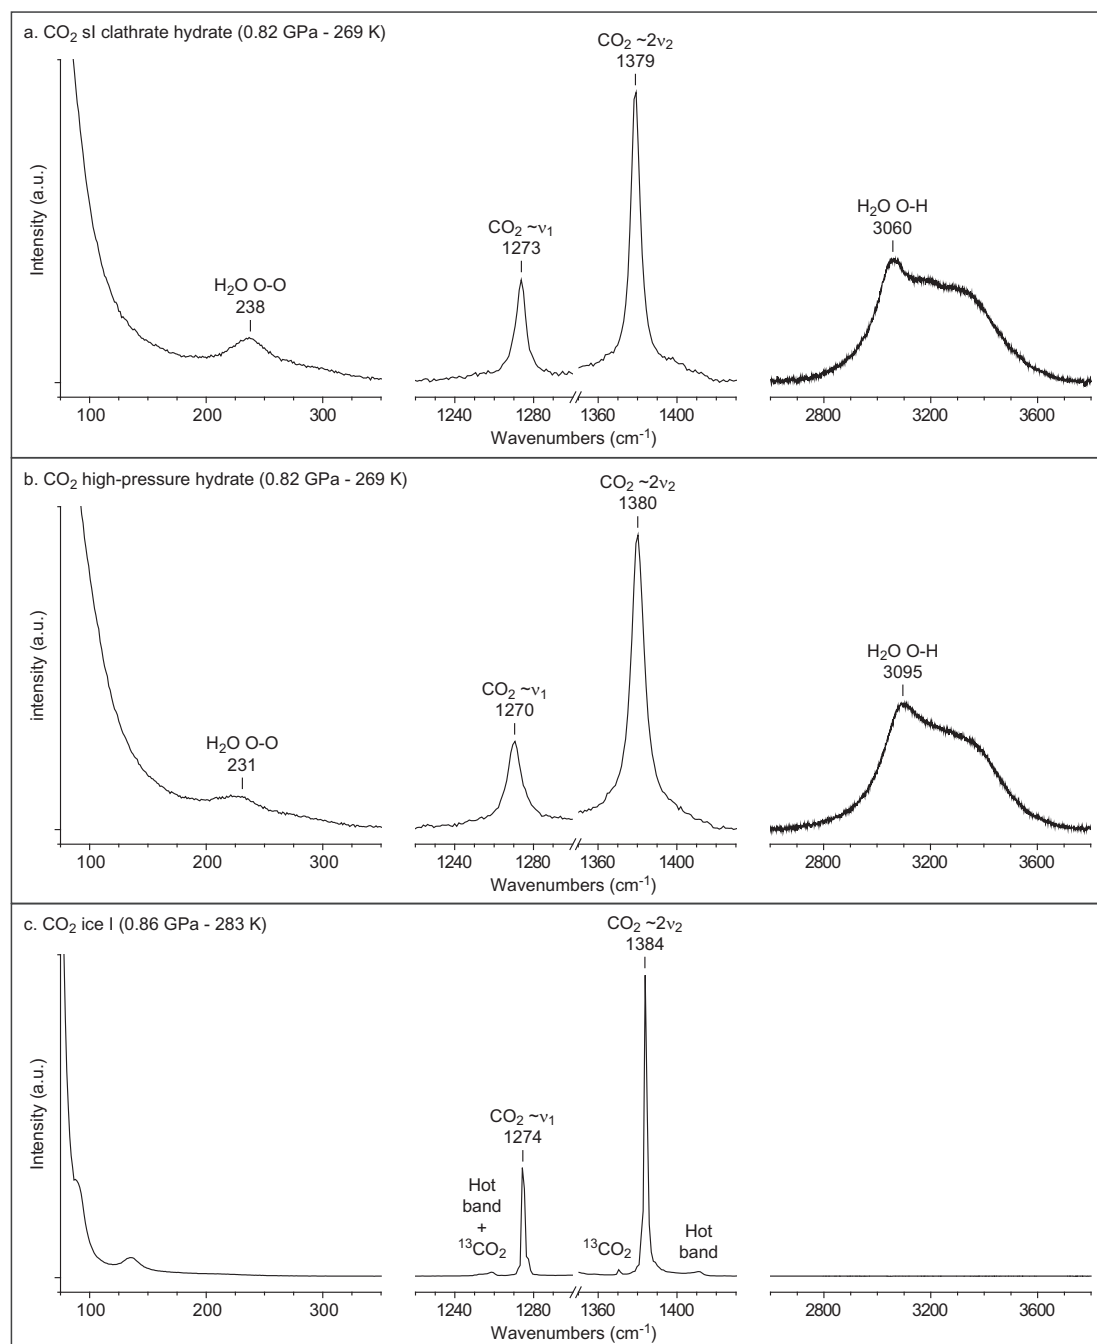 a. CO₂ sI clathrate hydrate (0.82 GPa - 269 K)
CO₂ ~2ν₂
1379
CO₂ ~ν₁
1273
H₂O O-H
3060
H₂O O-O
238
Intensity (a.u.)
100 200 300 1240 1280 1360 1400 2800 3200 3600
Wavenumbers (cm⁻¹)
b. CO₂ high-pressure hydrate (0.82 GPa - 269 K)
CO₂ ~2ν₂
1380
H₂O O-H
3095
CO₂ ~ν₁
1270
H₂O O-O
231
intensity (a.u.)
100 200 300 1240 1280 1360 1400 2800 3200 3600
Wavenumbers (cm⁻¹)
c. CO₂ ice I (0.86 GPa - 283 K)
CO₂ ~2ν₂
1384
CO₂ ~ν₁
1274
Hot
band
+
¹³CO₂
¹³CO₂
Hot
band
Intensity (a.u.)
100 200 300 1240 1280 1360 1400 2800 3200 3600
Wavenumbers (cm⁻¹)